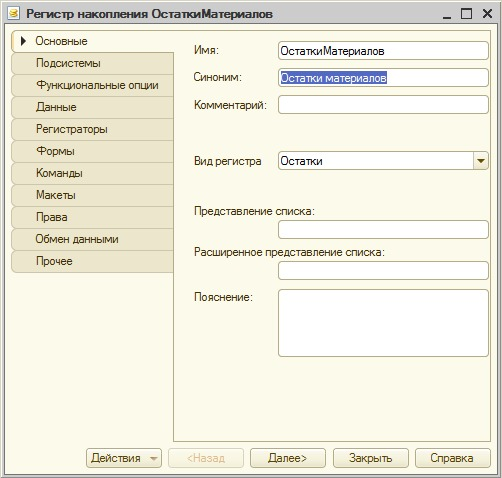 Регистр накопления ОстаткиМатериалов
Основные
Подсистемы
Функциональные опции
Данные
Регистраторы
Формы
Команды
Макеты
Права
Обмен данными
Прочее
Имя: ОстаткиМатериалов
Синоним: Остатки материалов
Комментарий:
Вид регистра Остатки
Представление списка:
Расширенное представление списка:
Пояснение:
Действия <Назад Далее> Закрыть Справка